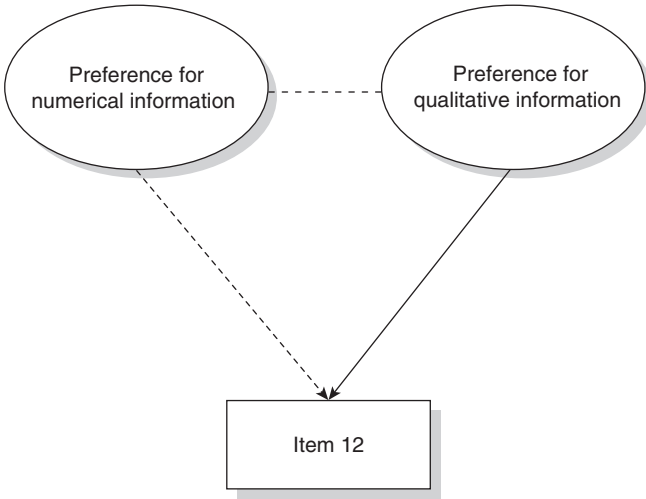 Preference for
numerical information
Preference for
qualitative information
Item 12